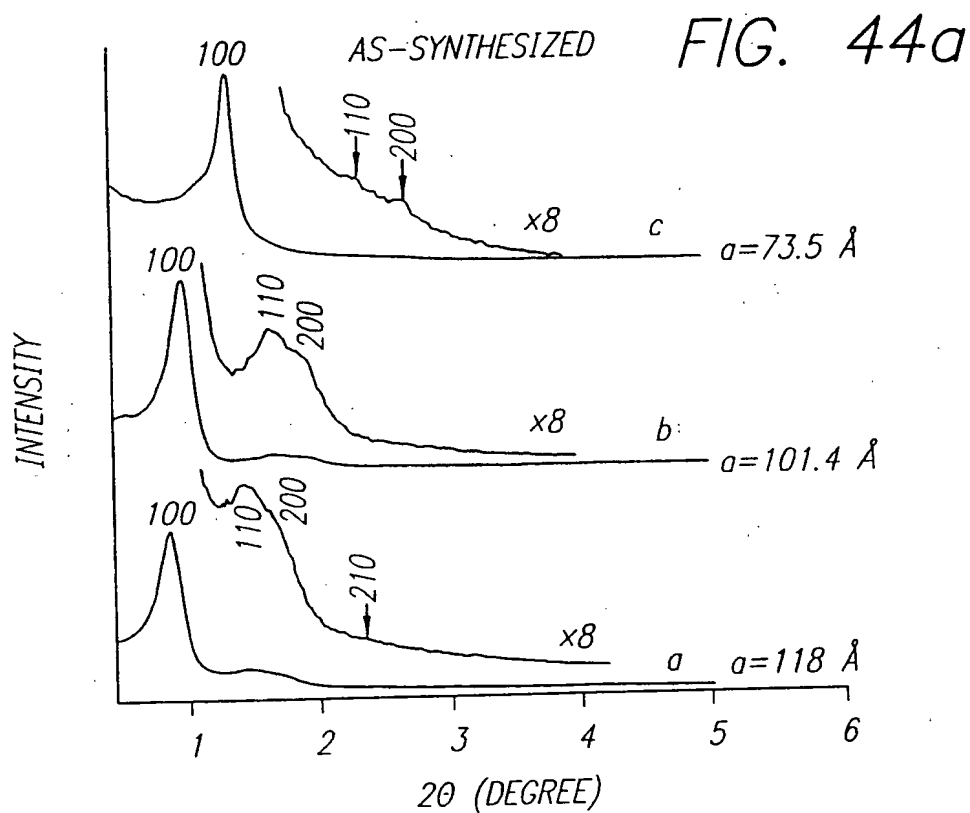 FIG. 44a
AS-SYNTHESIZED
100
110
200
x8
c
a=73.5 Å
100
110
200
x8
b
a=101.4 Å
100
110
200
210
x8
a
a=118 Å
INTENSITY
1 2 3 4 5 6
2θ (DEGREE)